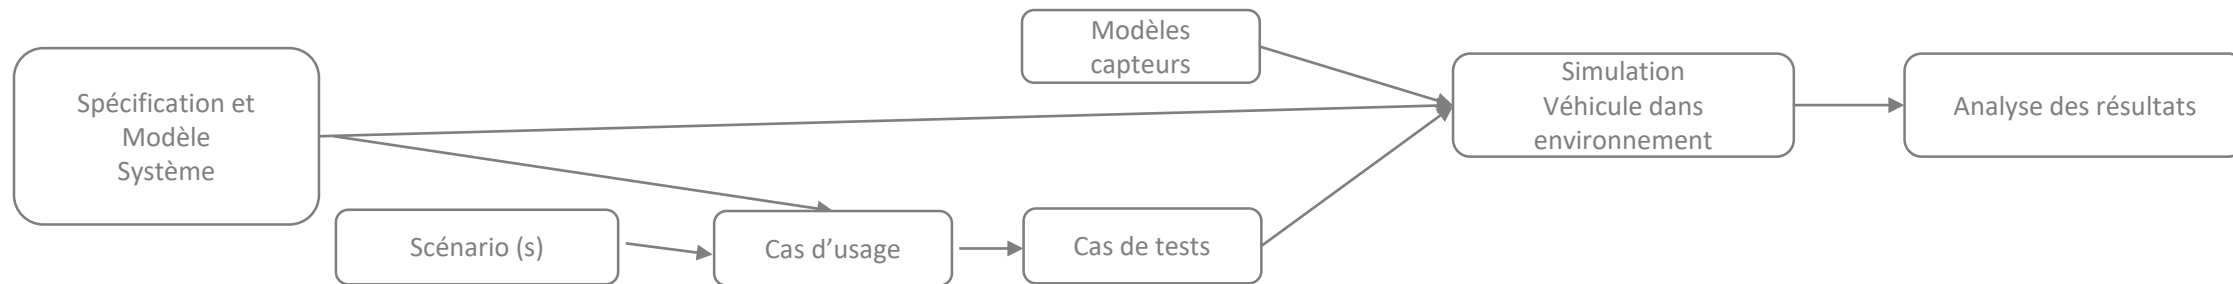 Spécification et
Modèle
Système
Scénario (s)
Cas d’usage
Cas de tests
Modèles
capteurs
Simulation
Véhicule dans
environnement
Analyse des résultats